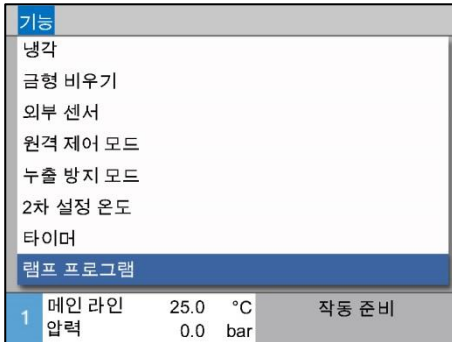 기능
냉각
금형 비우기
외부 센서
원격 제어 모드
누출 방지 모드
2차 설정 온도
타이머
램프 프로그램
1 메인 라인 25.0 °C 작동 준비
압력 0.0 bar